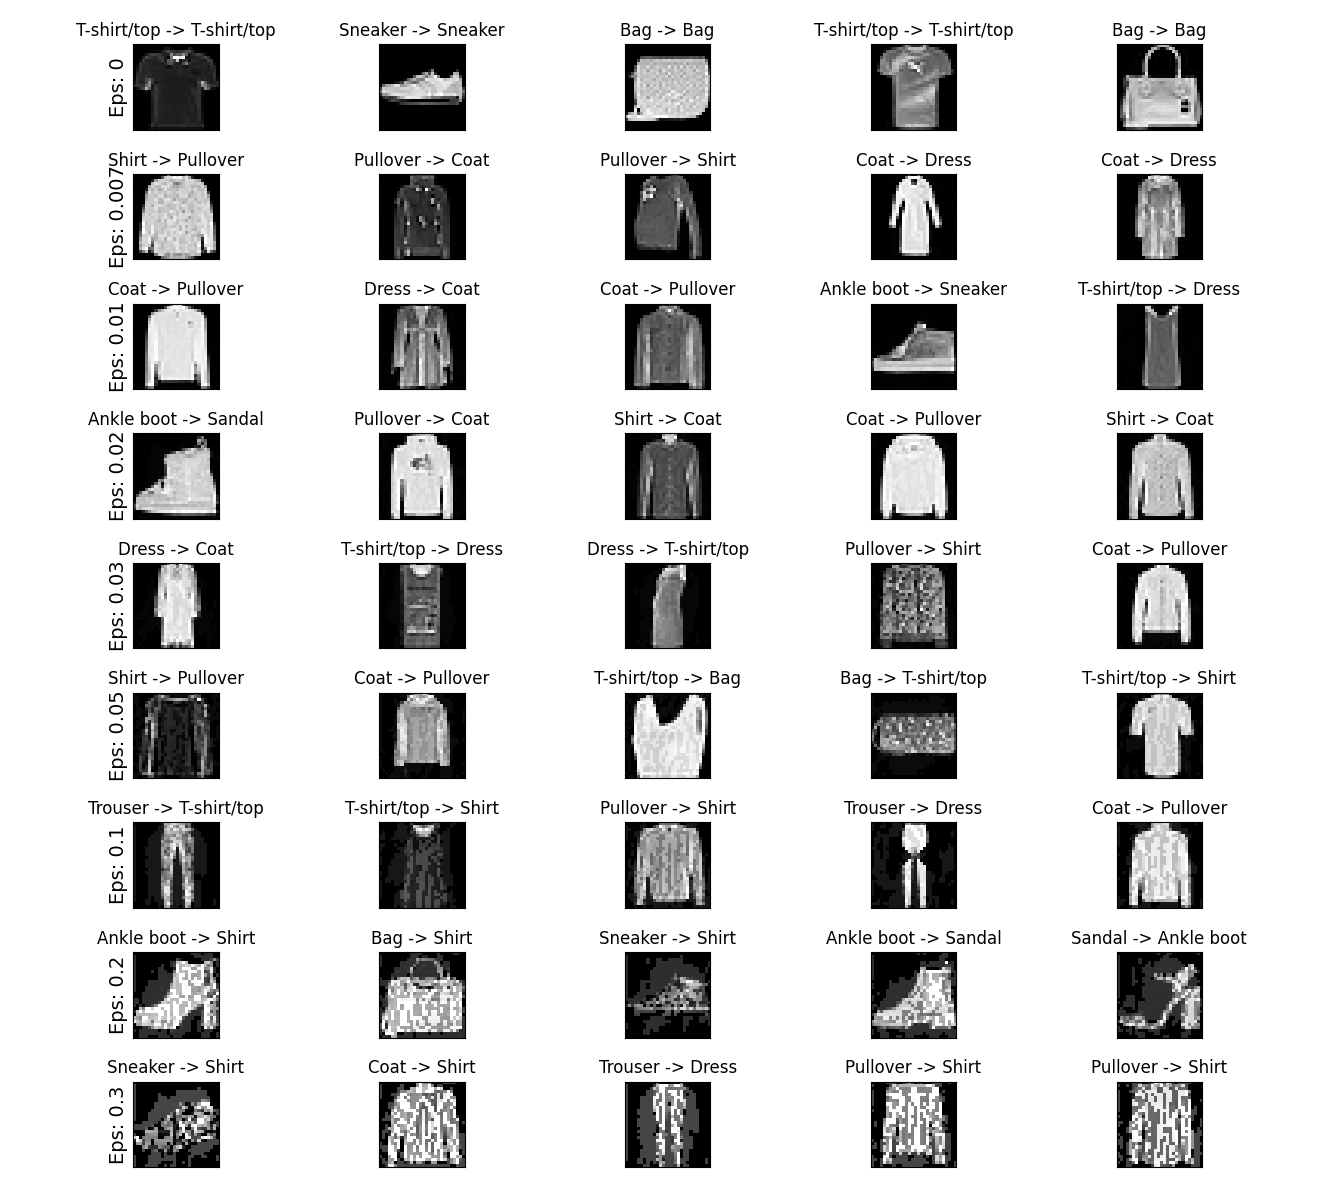 T-shirt/top -> T-shirt/top Sneaker -> Sneaker Bag -> Bag T-shirt/top -> T-shirt/top Bag -> Bag
Eps: 0
Shirt -> Pullover Pullover -> Coat Pullover -> Shirt Coat -> Dress Coat -> Dress
Eps: 0.007
Coat -> Pullover Dress -> Coat Coat -> Pullover Ankle boot -> Sneaker T-shirt/top -> Dress
Eps: 0.01
Ankle boot -> Sandal Pullover -> Coat Shirt -> Coat Coat -> Pullover Shirt -> Coat
Eps: 0.02
Dress -> Coat T-shirt/top -> Dress Dress -> T-shirt/top Pullover -> Shirt Coat -> Pullover
Eps: 0.03
Shirt -> Pullover Coat -> Pullover T-shirt/top -> Bag Bag -> T-shirt/top T-shirt/top -> Shirt
Eps: 0.05
Trouser -> T-shirt/top T-shirt/top -> Shirt Pullover -> Shirt Trouser -> Dress Coat -> Pullover
Eps: 0.1
Ankle boot -> Shirt Bag -> Shirt Sneaker -> Shirt Ankle boot -> Sandal Sandal -> Ankle boot
Eps: 0.2
Sneaker -> Shirt Coat -> Shirt Trouser -> Dress Pullover -> Shirt Pullover -> Shirt
Eps: 0.3